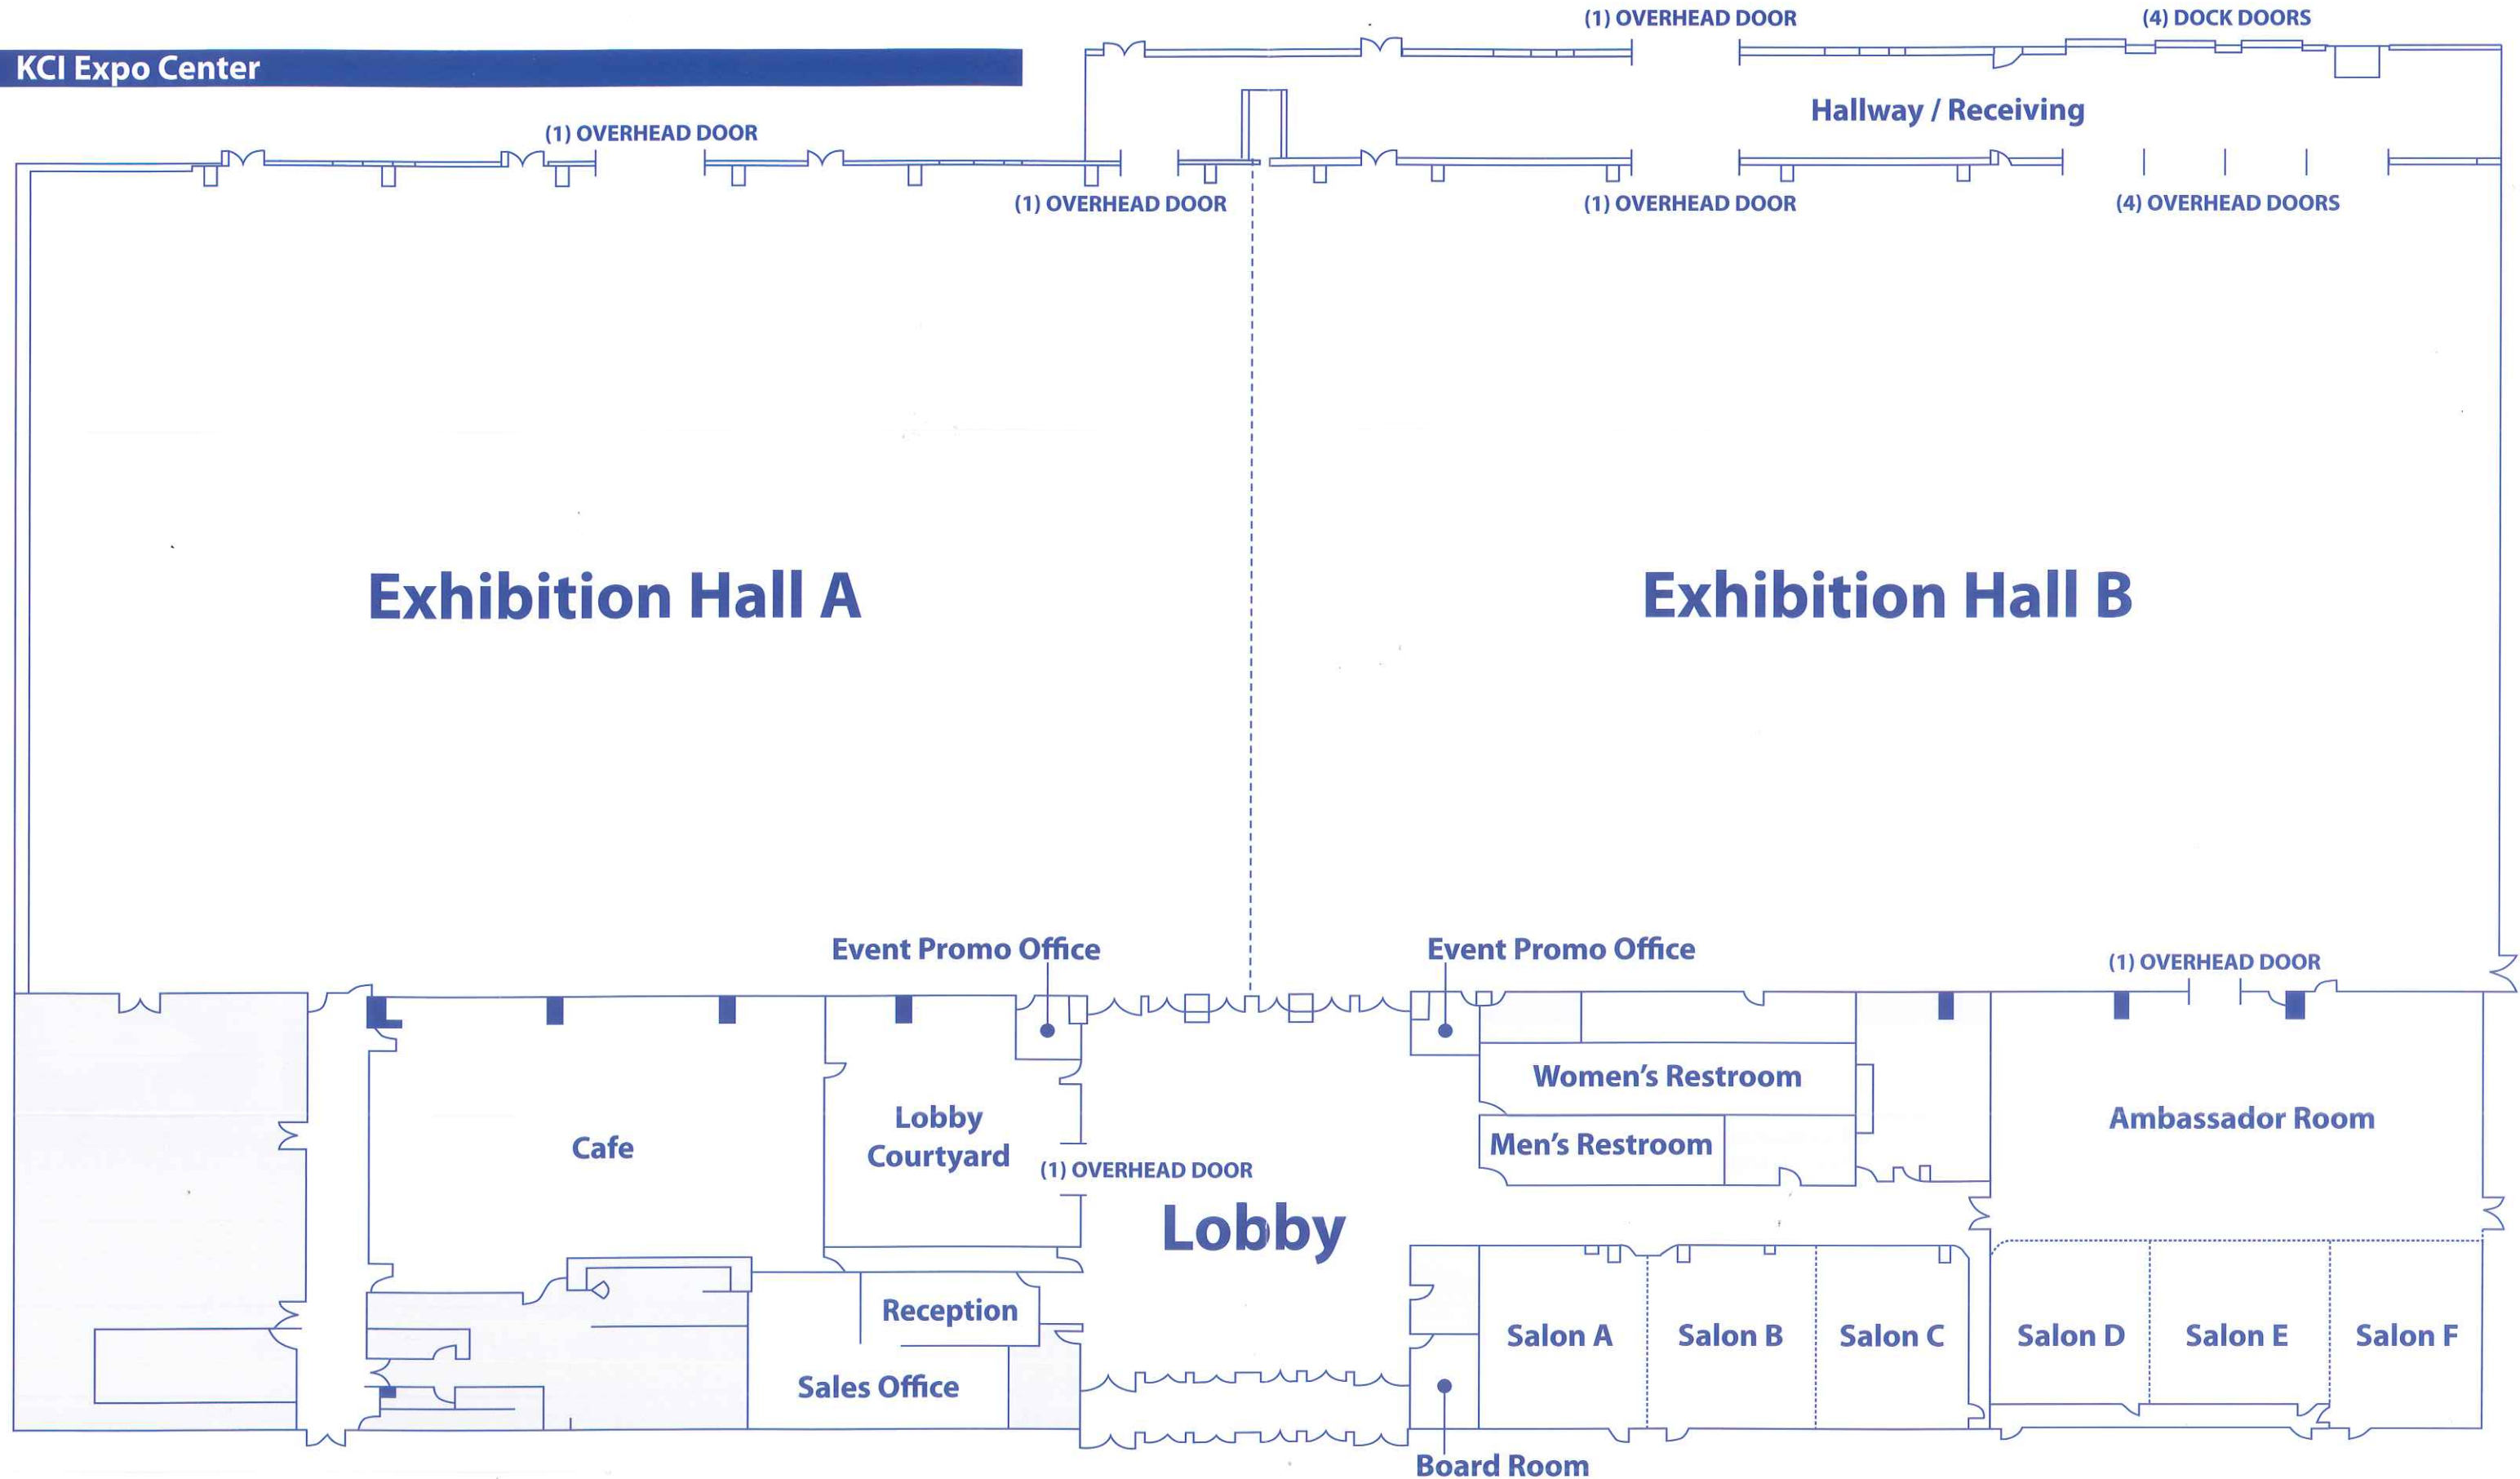 (1) OVERHEAD DOOR
(4) DOCK DOORS
KCI Expo Center
Hallway / Receiving
(1) OVERHEAD DOOR
(1) OVERHEAD DOOR
(1) OVERHEAD DOOR
(4) OVERHEAD DOORS
Exhibition Hall A
Exhibition Hall B
Event Promo Office
Event Promo Office
(1) OVERHEAD DOOR
Women's Restroom
Lobby
Courtyard
Ambassador Room
Cafe
Men's Restroom
(1) OVERHEAD DOOR
Lobby
Reception
Salon A
Salon B
Salon C
Salon D
Salon E
Salon F
Sales Office
Board Room